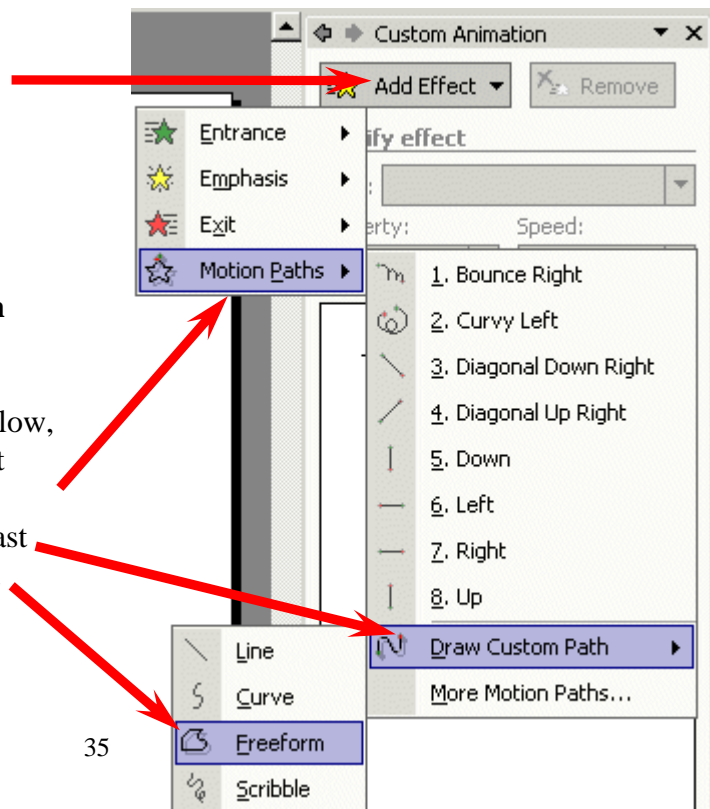 Custom Animation
Add Effect
Remove
ify effect
Entrance
Emphasis
Exit
Motion Paths
:
erty:
Speed:
n
low,
t
ast
1. Bounce Right
2. Curvy Left
3. Diagonal Down Right
4. Diagonal Up Right
5. Down
6. Left
7. Right
8. Up
Draw Custom Path
More Motion Paths...
Line
Curve
Freeform
Scribble
35